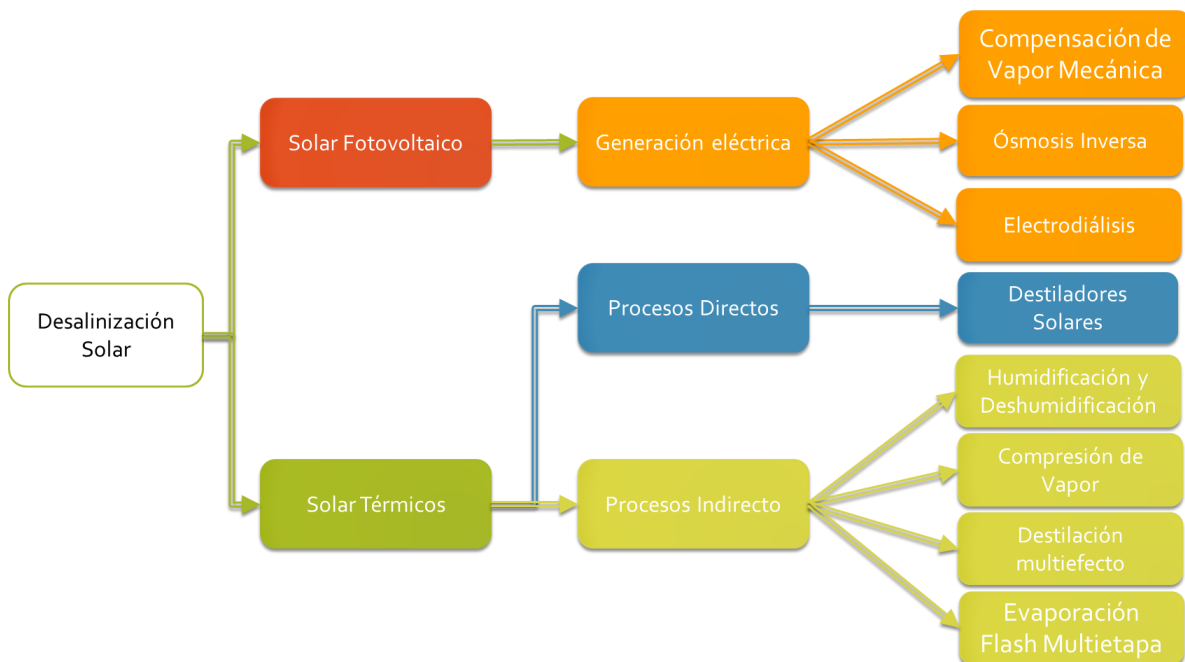 Compensación de
Vapor Mecánica
Solar Fotovoltaico
Generación eléctrica
Ósmosis Inversa
Electrodiálisis
Desalinización
Solar
Procesos Directos
Destiladores
Solares
Humidificación y
Deshumidificación
Solar Térmicos
Procesos Indirecto
Compresión de
Vapor
Destilación
multiefecto
Evaporación
Flash Multietapa